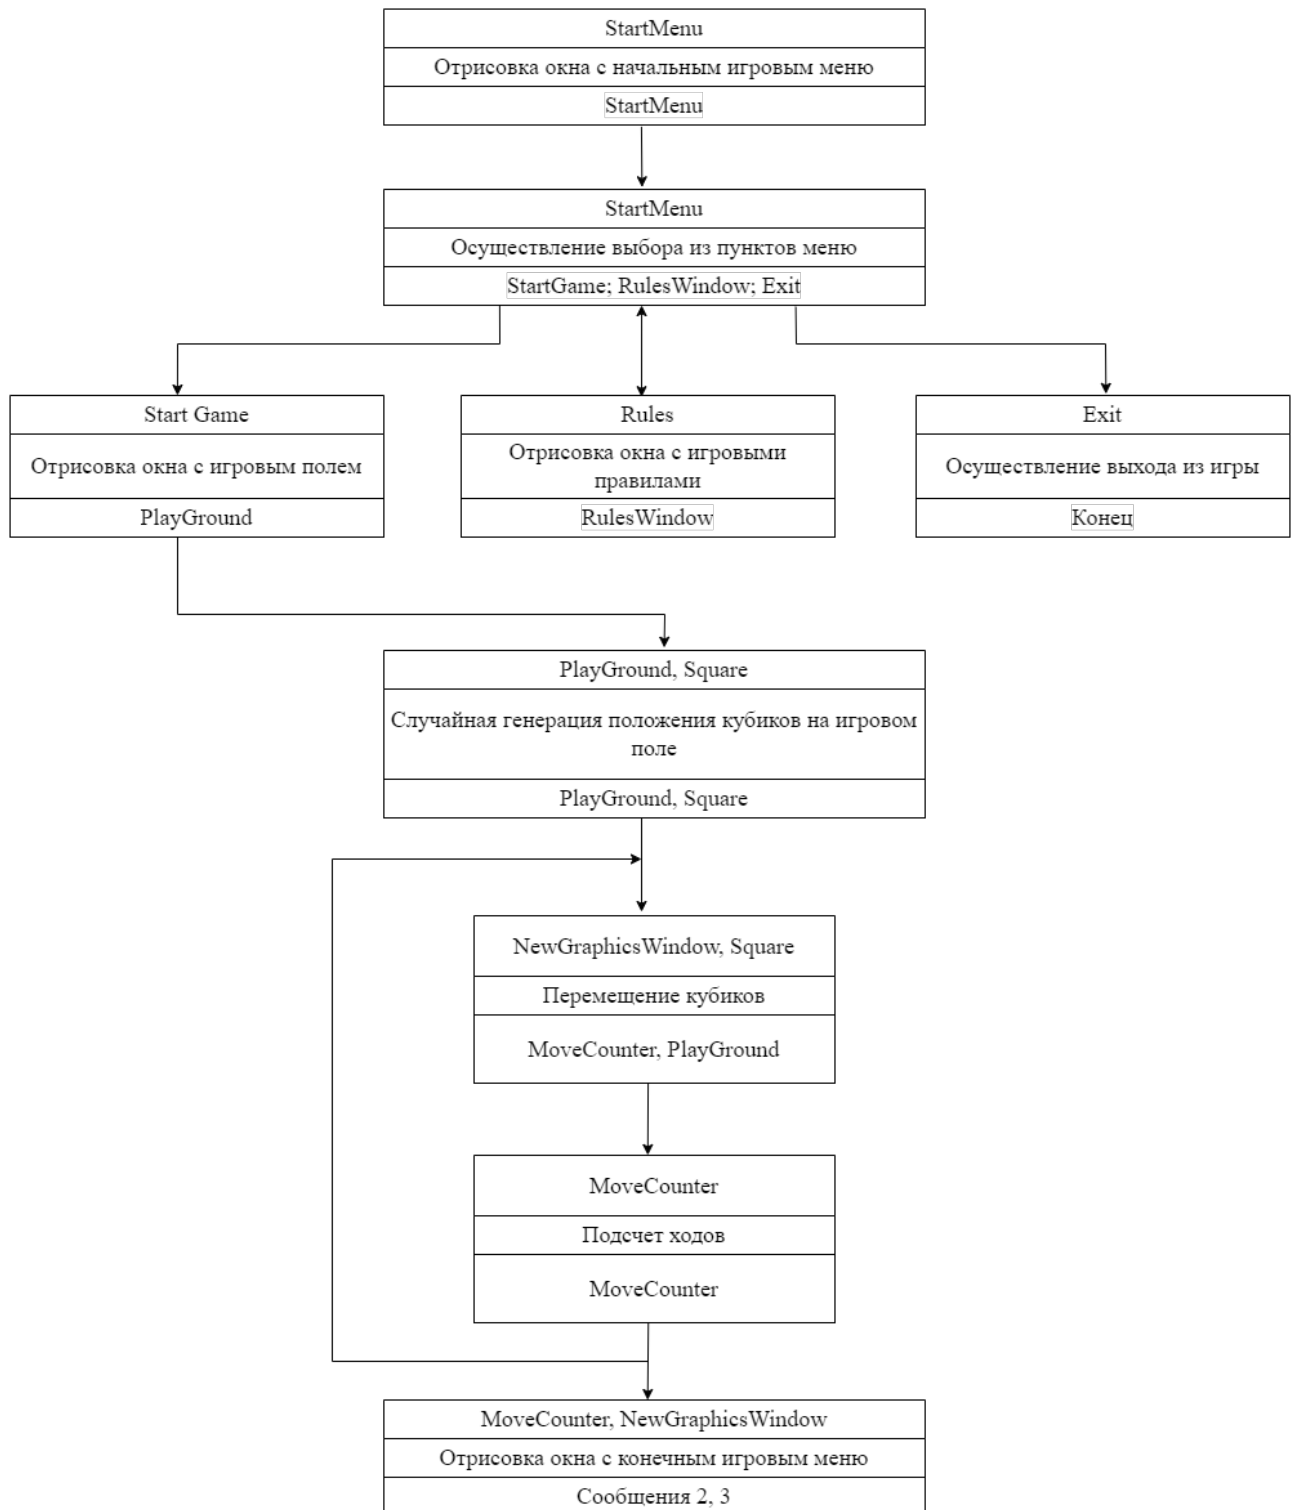 StartMenu
Отрисовка окна с начальным игровым меню
StartMenu
StartMenu
Осуществление выбора из пунктов меню
StartGame; RulesWindow; Exit
Start Game
Отрисовка окна с игровым полем
PlayGround
Rules
Отрисовка окна с игровыми
правилами
RulesWindow
Exit
Осуществление выхода из игры
Конец
PlayGround, Square
Случайная генерация положения кубиков на игровом
поле
PlayGround, Square
NewGraphicsWindow, Square
Перемещение кубиков
MoveCounter, PlayGround
MoveCounter
Подсчет ходов
MoveCounter
MoveCounter, NewGraphicsWindow
Отрисовка окна с конечным игровым меню
Сообщения 2, 3